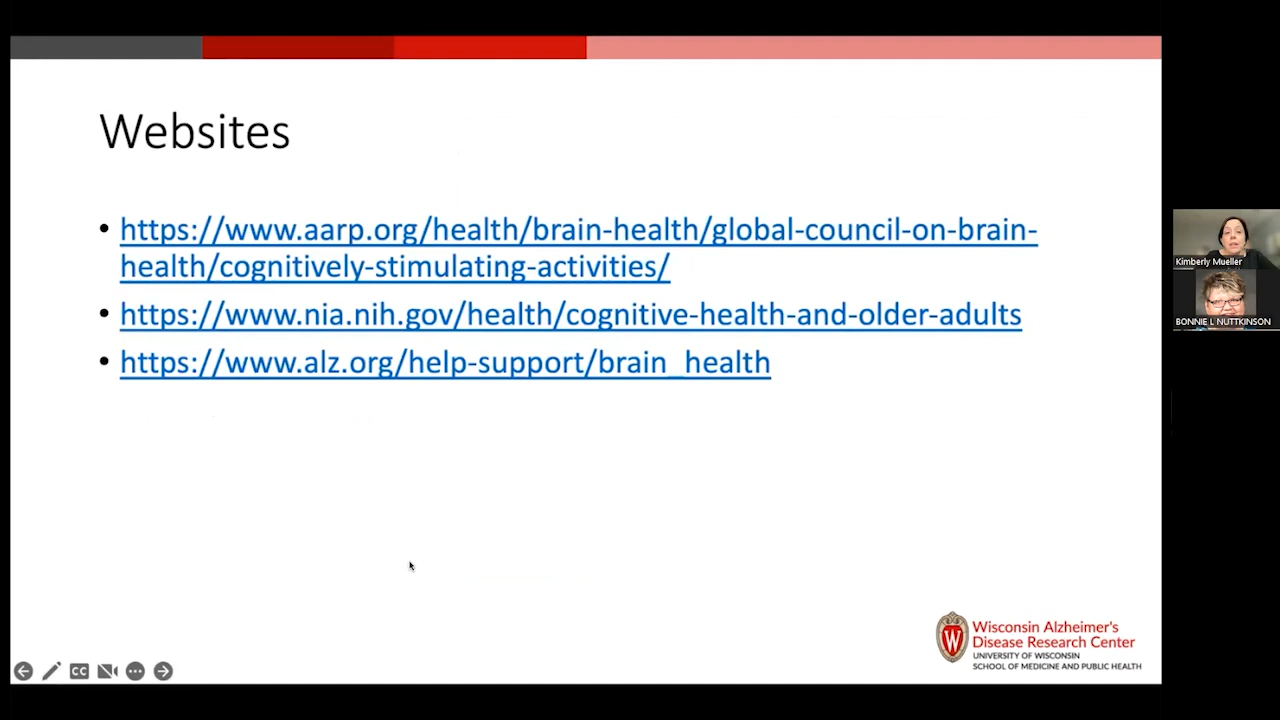 Websites
• https://www.aarp.org/health/brain-health/global-council-on-brain-
health/cognitively-stimulating-activities/
• https://www.nia.nih.gov/health/cognitive-health-and-older-adults
• https://www.alz.org/help-support/brain_health
Kimberly Mueller
BONNIE L NUTTKINSON
W
Wisconsin Alzheimer's
Disease Research Center
UNIVERSITY OF WISCONSIN
SCHOOL OF MEDICINE AND PUBLIC HEALTH
CC